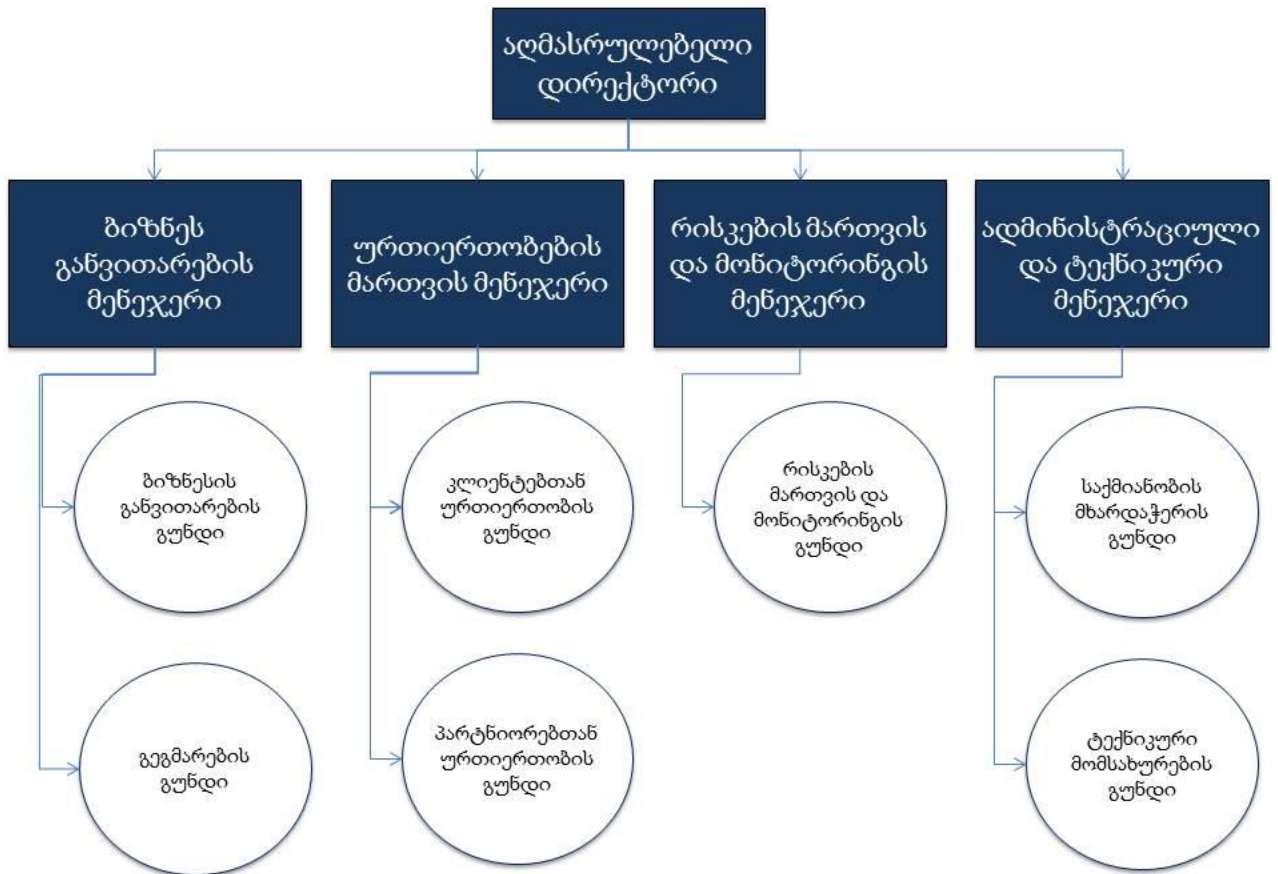 აღმასრულებელი
დირექტორი
ბიზნეს
განვითარების
მენეჯერი
ურთიერთობების
მართვის მენეჯერი
რისკების მართვის
და მონიტორინგის
მენეჯერი
ადმინისტრაციული
და ტექნიკური
მენეჯერი
ბიზნესის
განვითარების
გუნდი
კლიენტებთან
ურთიერთობის
გუნდი
რისკების
მართვის და
მონიტორინგის
გუნდი
საქმიანობის
მხარდაჭერის
გუნდი
გეგმარების
გუნდი
პარტნიორებთან
ურთიერთობის
გუნდი
ტექნიკური
მომსახურების
გუნდი